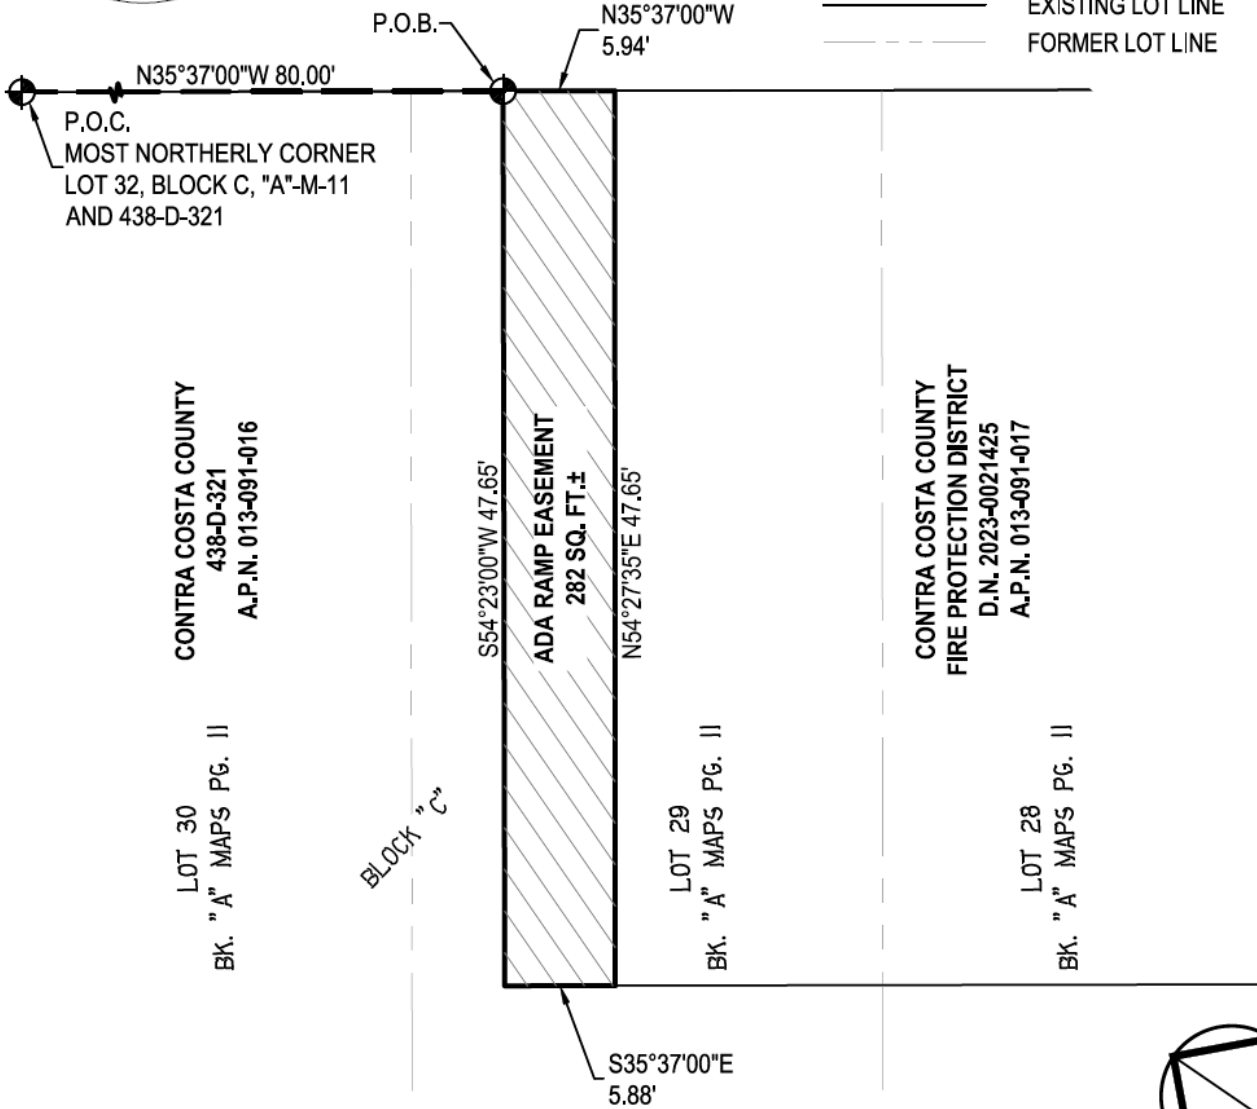 EXISTING LOT LINE
FORMER LOT LINE
P.O.B.
N35°37'00"W
5.94'
N35°37'00"W 80.00'
P.O.C.
MOST NORTHERLY CORNER
LOT 32, BLOCK C, "A"-M-11
AND 438-D-321
CONTRA COSTA COUNTY
438-D-321
A.P.N. 013-091-016
S54°23'00"W 47.65'
ADA RAMP EASEMENT
282 SQ. FT.±
N54°27'35"E 47.65'
CONTRA COSTA COUNTY
FIRE PROTECTION DISTRICT
D.N. 2023-0021425
A.P.N. 013-091-017
LOT 30
BK. "A" MAPS PG. 11
BLOCK "C"
LOT 29
BK. "A" MAPS PG. 11
LOT 28
BK. "A" MAPS PG. 11
S35°37'00"E
5.88'